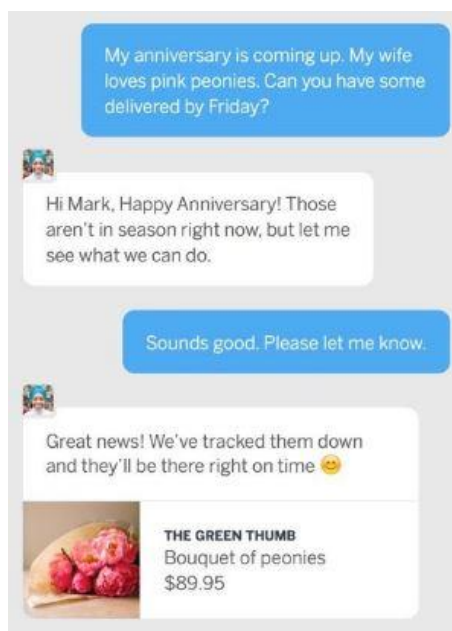 My anniversary is coming up. My wife
loves pink peonies. Can you have some
delivered by Friday?
Hi Mark, Happy Anniversary! Those
aren't in season right now, but let me
see what we can do.
Sounds good. Please let me know.
Great news! We've tracked them down
and they'll be there right on time 😊
THE GREEN THUMB
Bouquet of peonies
$89.95